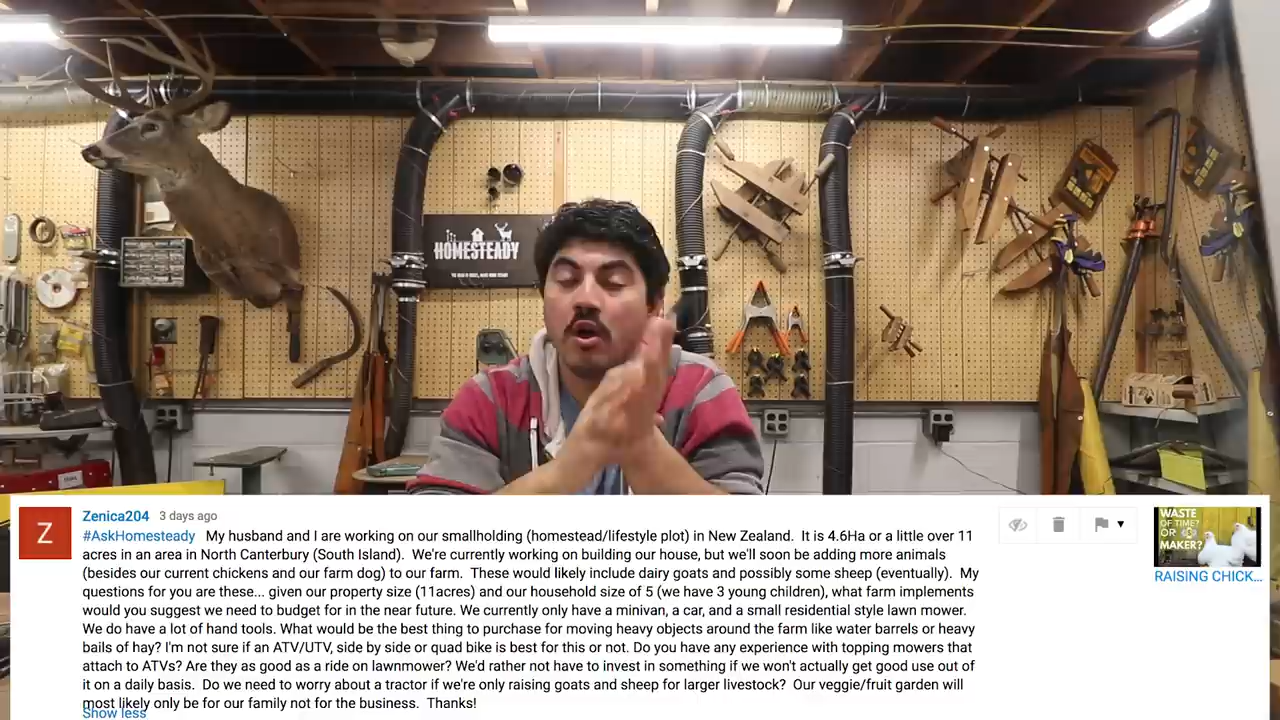 HOMESTEADY
Zenica204 3 days ago
#AskHomesteady My husband and I are working on our smallholding (homestead/lifestyle plot) in New Zealand. It is 4.6Ha or a little over 11
acres in an area in North Canterbury (South Island). We're currently working on building our house, but we'll soon be adding more animals
(besides our current chickens and our farm dog) to our farm. These would likely include dairy goats and possibly some sheep (eventually). My
questions for you are these... given our property size (11acres) and our household size of 5 (we have 3 young children), what farm implements
would you suggest we need to budget for in the near future. We currently only have a minivan, a car, and a small residential style lawn mower.
We do have a lot of hand tools. What would be the best thing to purchase for moving heavy objects around the farm like water barrels or heavy
bails of hay? I'm not sure if an ATV/UTV, side by side or quad bike is best for this or not. Do you have any experience with topping mowers that
attach to ATVs? Are they as good as a ride on lawnmower? We'd rather not have to invest in something if we won't actually get good use out of
it on a daily basis. Do we need to worry about a tractor if we're only raising goats and sheep for larger livestock? Our veggie/fruit garden will
most likely only be for our family not for the business. Thanks!
Show less
Z
WASTE
OF TIME?
OR
MAKER?
RAISING CHICK...